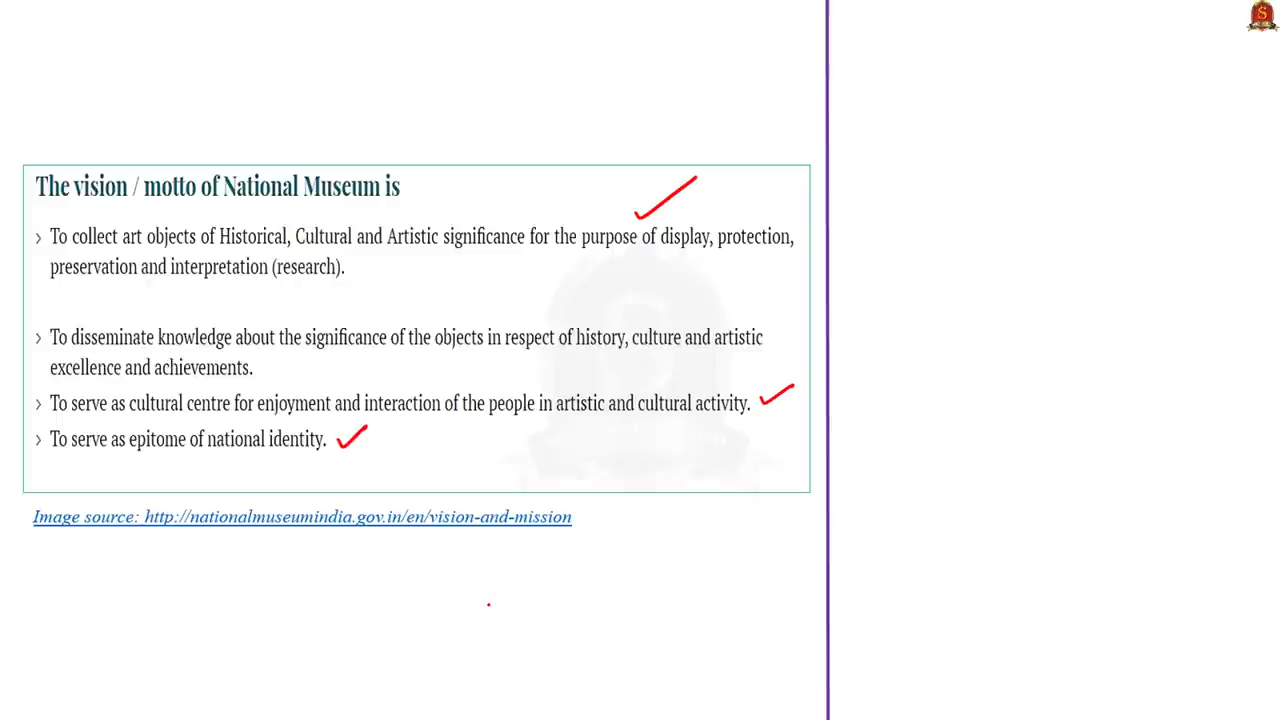 The vision / motto of National Museum is
› To collect art objects of Historical, Cultural and Artistic significance for the purpose of display, protection,
preservation and interpretation (research).
› To disseminate knowledge about the significance of the objects in respect of history, culture and artistic
excellence and achievements.
› To serve as cultural centre for enjoyment and interaction of the people in artistic and cultural activity.
› To serve as epitome of national identity.
Image source: http://nationalmuseumindia.gov.in/en/vision-and-mission
S